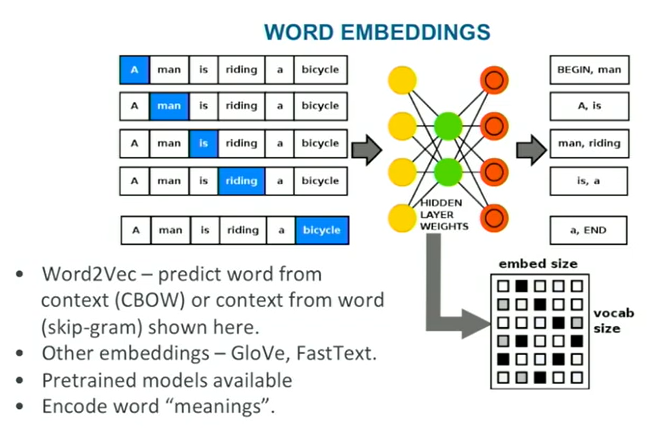 WORD EMBEDDINGS
A man is riding a bicycle
A man is riding a bicycle
A man is riding a bicycle
A man is riding a bicycle
A man is riding a bicycle
BEGIN, man
A, is
man, riding
is, a
a, END
HIDDEN
LAYER
WEIGHTS
embed size
vocab
size
• Word2Vec – predict word from
context (CBOW) or context from word
(skip-gram) shown here.
• Other embeddings – GloVe, FastText.
• Pretrained models available
• Encode word “meanings”.